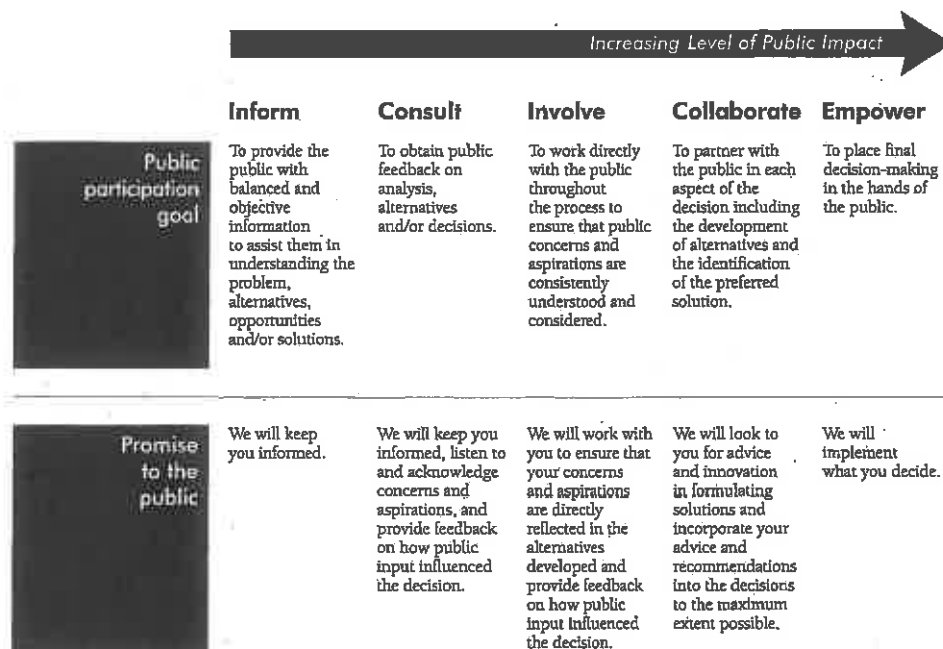 Increasing Level of Public Impact
Inform
Consult
Involve
Collaborate
Empower
Public
participation
goal
To provide the
public with
balanced and
objective
information
to assist them in
understanding the
problem,
alternatives,
opportunities
and/or solutions.
To obtain public
feedback on
analysis,
alternatives
and/or decisions.
To work directly
with the public
throughout
the process to
ensure that public
concerns and
aspirations are
consistently
understood and
considered.
To partner with
the public in each
aspect of the
decision including
the development
of alternatives and
the identification
of the preferred
solution.
To place final
decision-making
in the hands of
the public.
Promise
to the
public
We will keep
you informed.
We will keep you
informed, listen to
and acknowledge
concerns and
aspirations, and
provide feedback
on how public
input influenced
the decision.
We will work with
you to ensure that
your concerns
and aspirations
are directly
reflected in the
alternatives
developed and
provide feedback
on how public
input influenced
the decision.
We will look to
you for advice
and innovation
in formulating
solutions and
incorporate your
advice and
recommendations
into the decisions
to the maximum
extent possible.
We will
implement
what you decide.